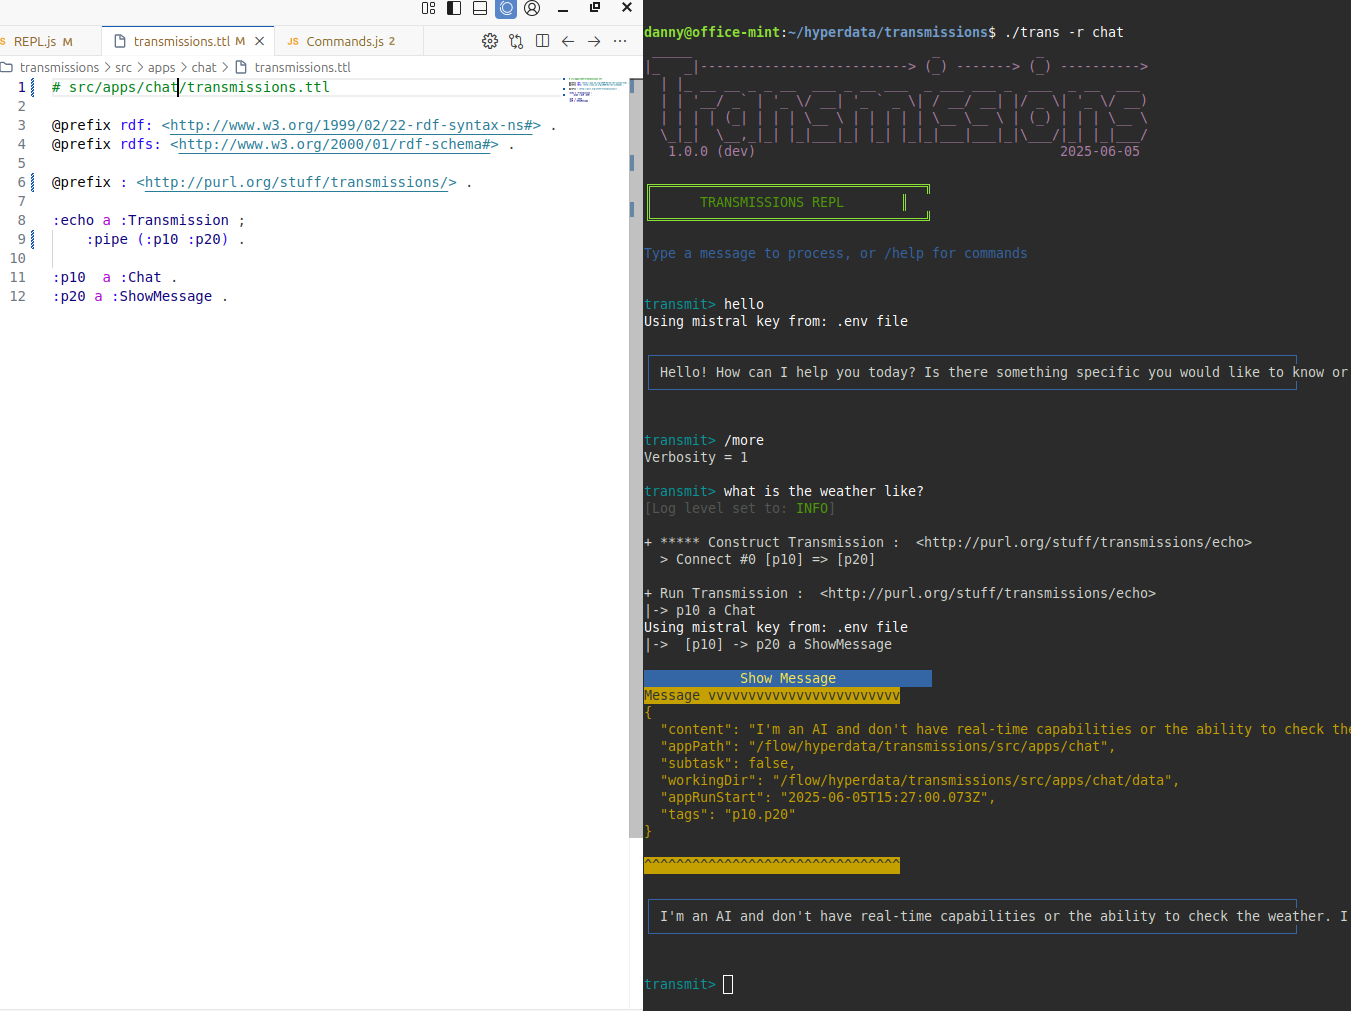 REPL.js M
transmissions.ttl M
JS Commands.js 2
transmissions > src > apps > chat > transmissions.ttl
1 # src/apps/chat/transmissions.ttl
2
3 @prefix rdf: <http://www.w3.org/1999/02/22-rdf-syntax-ns#> .
4 @prefix rdfs: <http://www.w3.org/2000/01/rdf-schema#> .
5
6 @prefix : <http://purl.org/stuff/transmissions/> .
7
8 :echo a :Transmission ;
9     :pipe (:p10 :p20) .
10
11 :p10  a :Chat .
12 :p20 a :ShowMessage .
danny@office-mint:~/hyperdata/transmissions$ ./trans -r chat
1.0.0 (dev) 2025-06-05
TRANSMISSIONS REPL
Type a message to process, or /help for commands
transmit> hello
Using mistral key from: .env file
Hello! How can I help you today? Is there something specific you would like to know or
transmit> /more
Verbosity = 1
transmit> what is the weather like?
[Log level set to: INFO]
+ ***** Construct Transmission :  <http://purl.org/stuff/transmissions/echo>
> Connect #0 [p10] => [p20]
+ Run Transmission :  <http://purl.org/stuff/transmissions/echo>
|-> p10 a Chat
Using mistral key from: .env file
|->  [p10] -> p20 a ShowMessage
Show Message
Message vvvvvvvvvvvvvvvvvvvvvvvv
{
"content": "I'm an AI and don't have real-time capabilities or the ability to check the
"appPath": "/flow/hyperdata/transmissions/src/apps/chat",
"subtask": false,
"workingDir": "/flow/hyperdata/transmissions/src/apps/chat/data",
"appRunStart": "2025-06-05T15:27:00.073Z",
"tags": "p10.p20"
}
^^^^^^^^^^^^^^^^^^^^^^^^^^^^^^^^
I'm an AI and don't have real-time capabilities or the ability to check the weather. I
transmit>